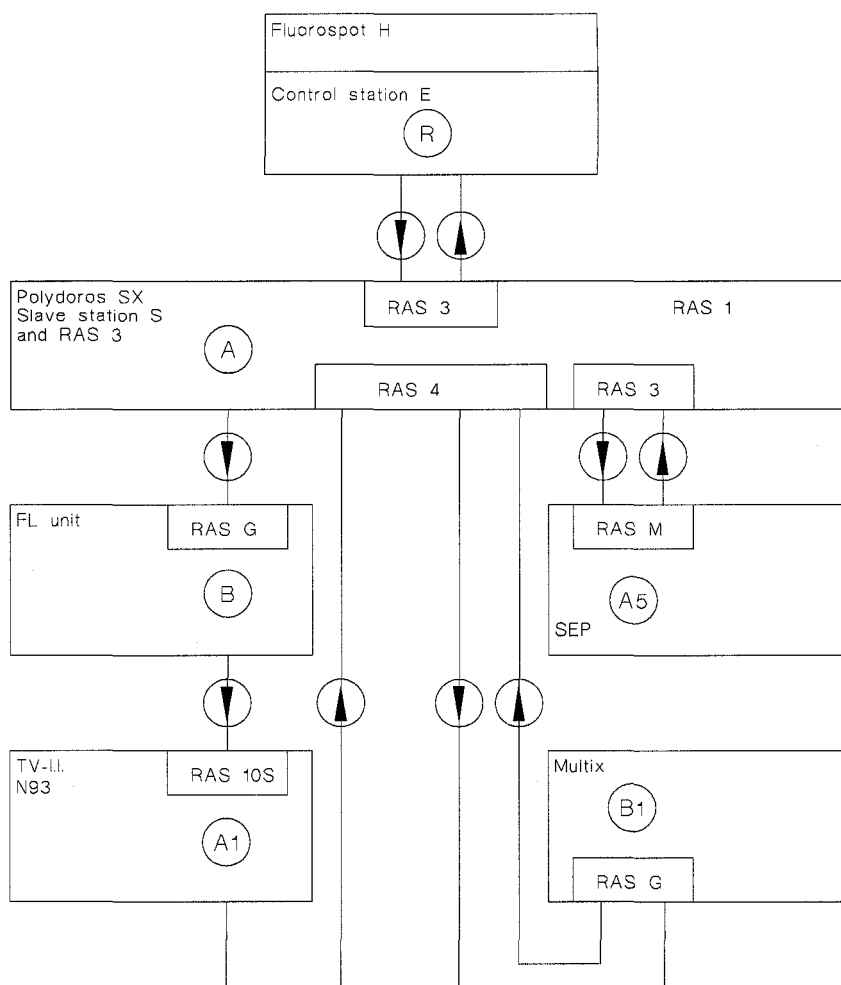 Fluorospot H
Control station E
R
Polydoros SX
Slave station S
and RAS 3
RAS 3
RAS 1
A
RAS 4
RAS 3
FL unit
RAS G
B
RAS M
A5
SEP
TV-I.I.
N93
RAS 10S
A1
Multix
B1
RAS G